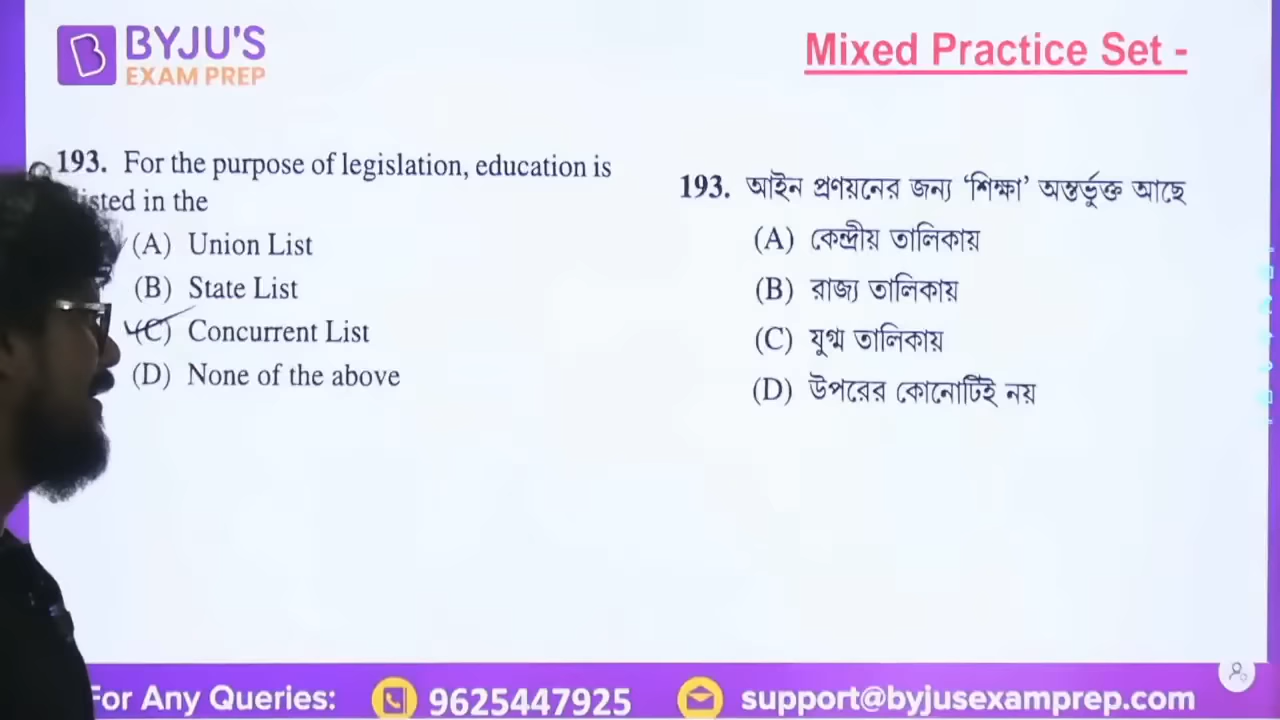 BYJU'S
EXAM PREP
Mixed Practice Set -
193. For the purpose of legislation, education is
listed in the
(A) Union List
(B) State List
(C) Concurrent List
(D) None of the above
193. আইন প্রণয়নের জন্য ‘শিক্ষা’ অন্তর্ভুক্ত আছে
(A) কেন্দ্রীয় তালিকায়
(B) রাজ্য তালিকায়
(C) যুগ্ম তালিকায়
(D) উপরের কোনোটিই নয়
For Any Queries: 9625447925 support@byjusexamprep.com